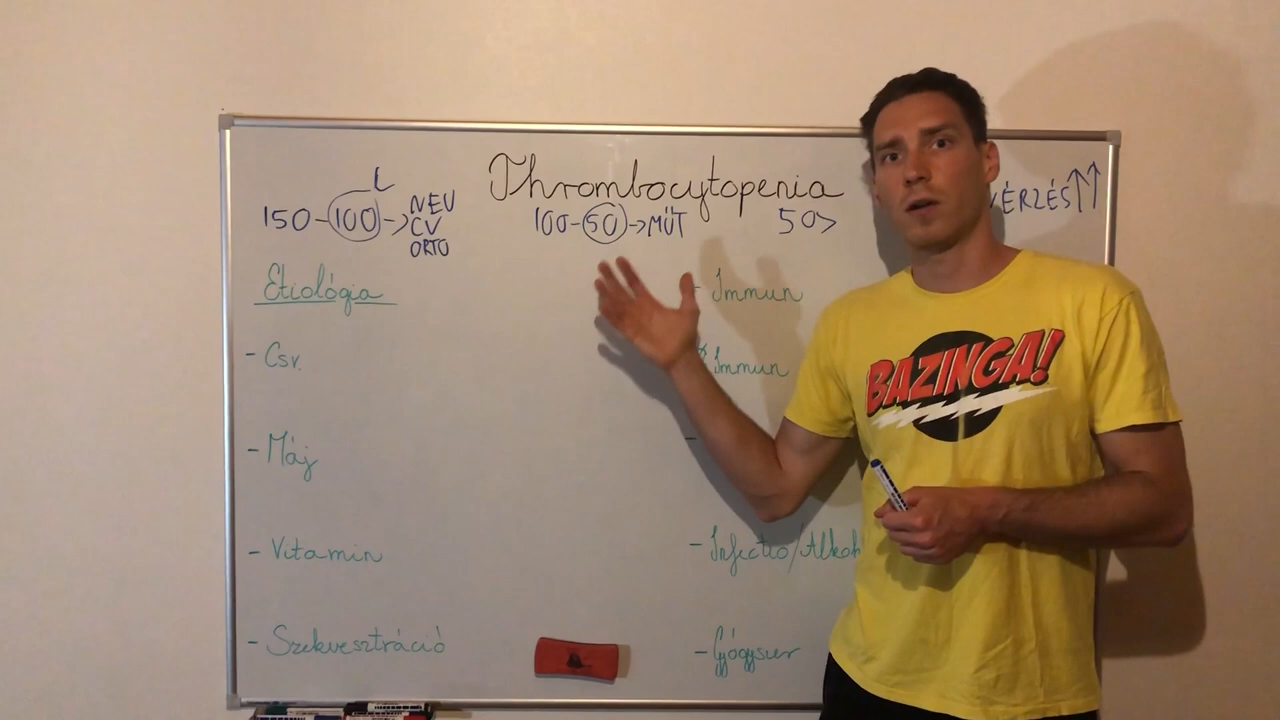 Thrombocytopenia
L
150-100-> NEU
CV
ORTO
100-50->MŰT
50>
VÉRZÉS↑↑
Etiológia
- Csv.
- Máj
- Vitamin
- Szekvesztráció
- Immun
Immun
-
- Infectio/Alkoh
- Gyógyszer
BAZINGA!